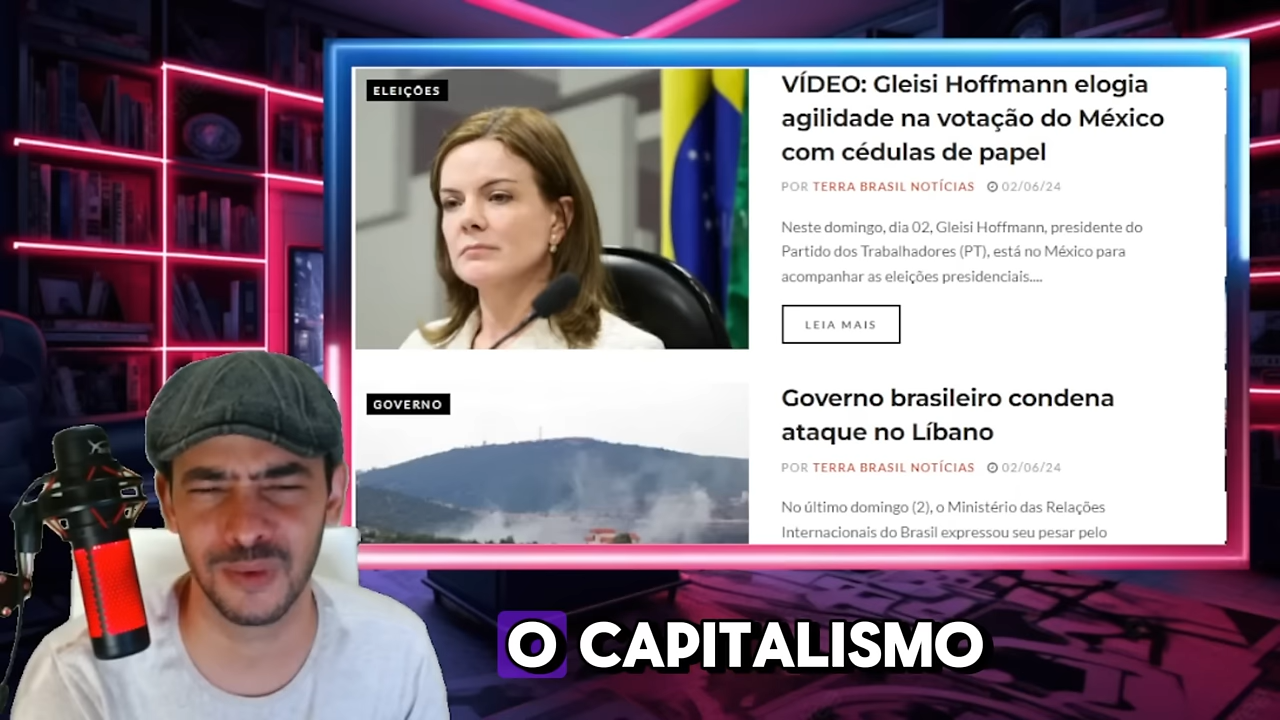 ELEIÇÕES
VÍDEO: Gleisi Hoffmann elogia
agilidade na votação do México
com cédulas de papel
POR TERRA BRASIL NOTÍCIAS 02/06/24
Neste domingo, dia 02, Gleisi Hoffmann, presidente do
Partido dos Trabalhadores (PT), está no México para
acompanhar as eleições presidenciais....
LEIA MAIS
GOVERNO
Governo brasileiro condena
ataque no Líbano
POR TERRA BRASIL NOTÍCIAS 02/06/24
No último domingo (2), o Ministério das Relações
Internacionais do Brasil expressou seu pesar pelo
O CAPITALISMO